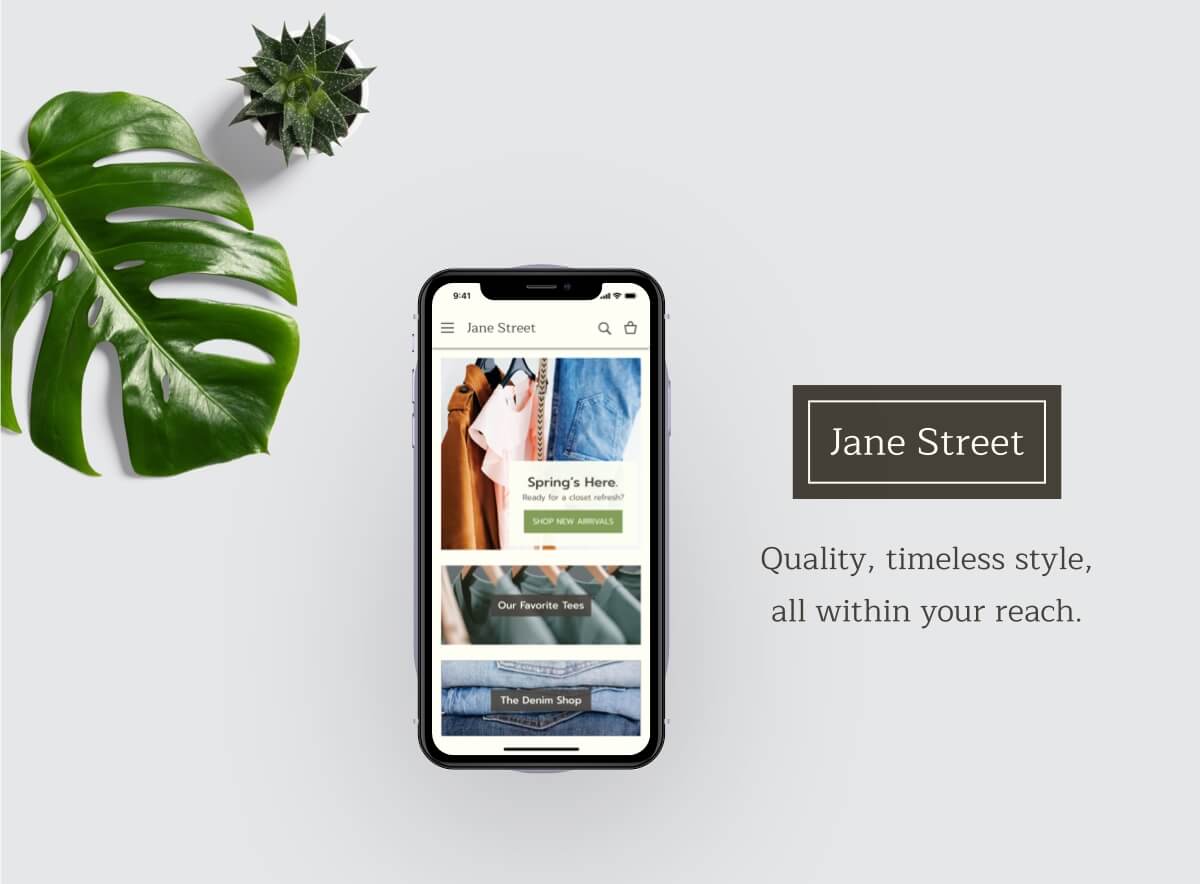 9:41
Jane Street
Spring's Here.
Ready for a closet refresh?
SHOP NEW ARRIVALS
Our Favorite Tees
The Denim Shop
Jane Street
Quality, timeless style,
all within your reach.